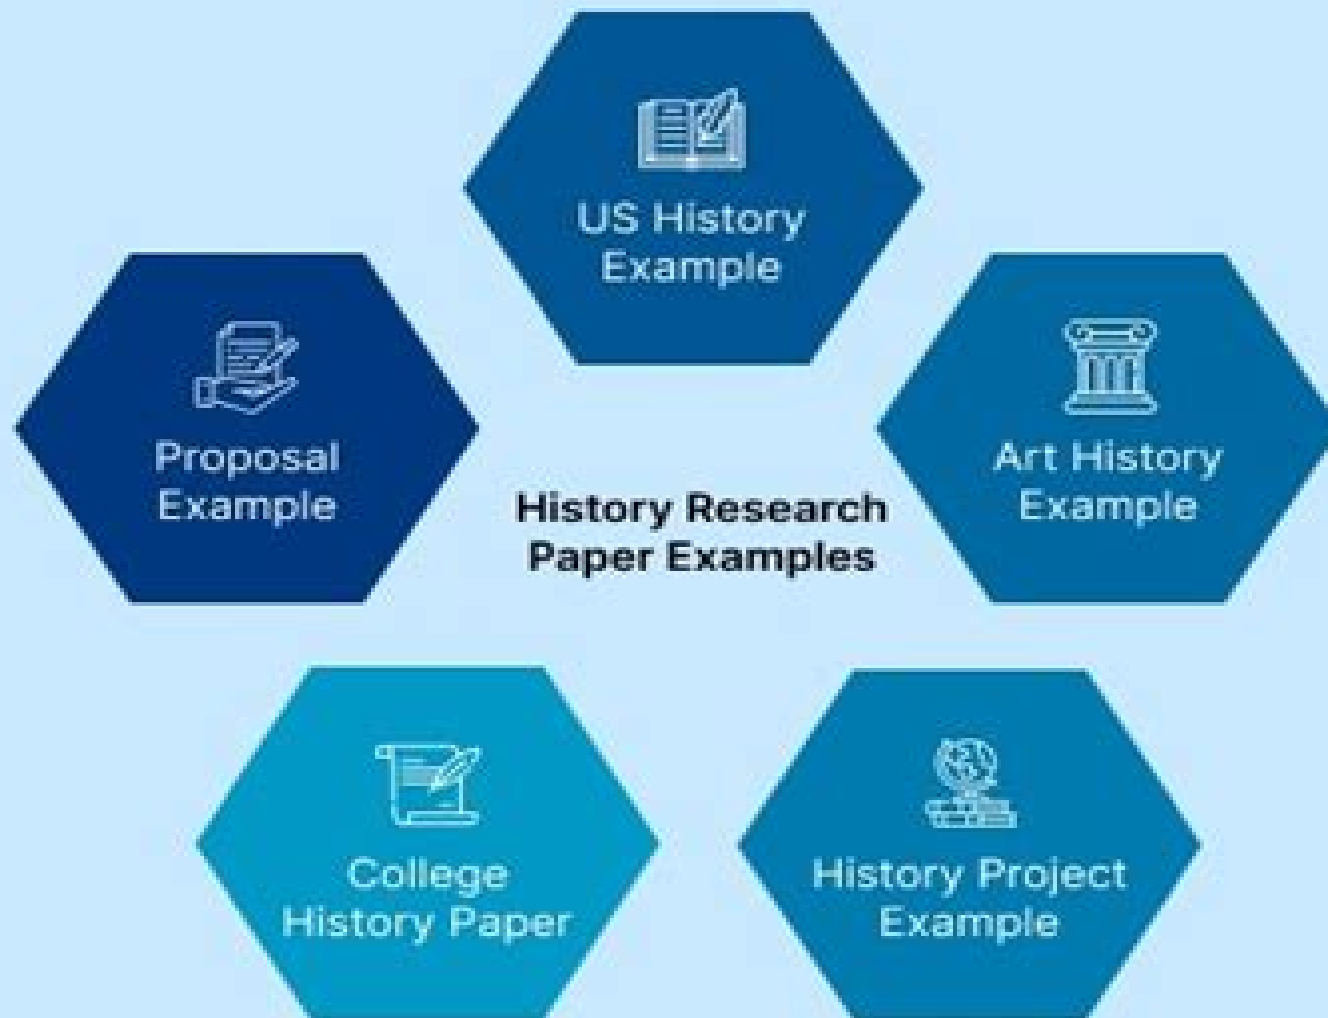 US History
Example
Proposal
Example
Art History
Example
History Research
Paper Examples
College
History Paper
History Project
Example